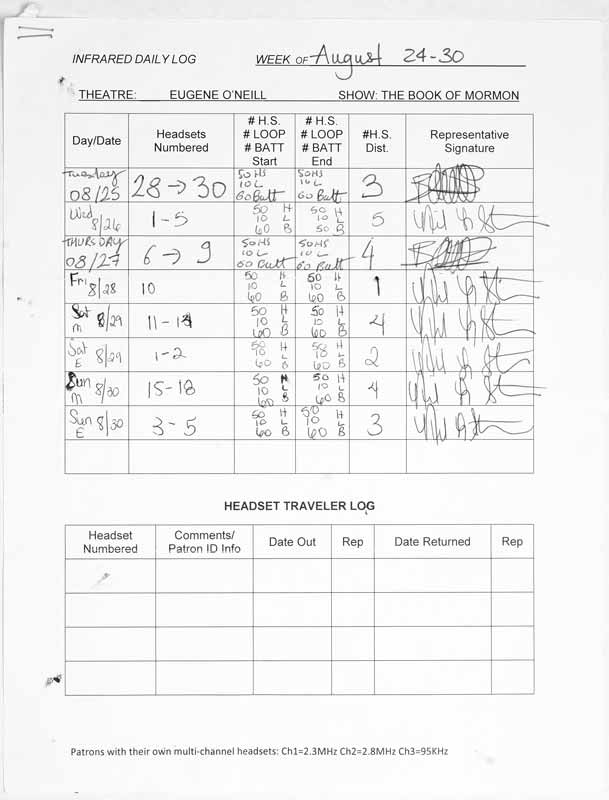 INFRARED DAILY LOG WEEK OF August 24-30
THEATRE: EUGENE O'NEILL SHOW: THE BOOK OF MORMON
Day/Date Headsets Numbered # H.S. # LOOP # BATT Start # H.S. # LOOP # BATT End #H.S. Dist. Representative Signature
Tuesday 08/25 28→30 50 HS 10 L 60 Batt 50 HS 10 L 60 Batt 3
Wed 8/26 1-5 50 H 10 L 60 B 50 H 10 L 50 B 5
THURSDAY 08/27 6→9 50 HS 10 L 60 Batt 50 HS 10 L 60 Batt 4
Fri 8/28 10 50 H 10 L 60 B 50 H 10 L 60 B 1
Sat M 8/29 11-14 50 H 10 L 60 B 50 H 10 L 60 B 4
Sat E 8/29 1-2 50 H 10 L 60 B 50 H 10 L 60 B 2
Sun M 8/30 15-18 50 H 10 L 60 B 50 H 10 L 60 B 4
Sun E 8/30 3-5 50 H 10 L 60 B 50 H 10 L 60 B 3
HEADSET TRAVELER LOG
Headset Numbered Comments/ Patron ID Info Date Out Rep Date Returned Rep
Patrons with their own multi-channel headsets: Ch1=2.3MHz Ch2=2.8MHz Ch3=95KHz